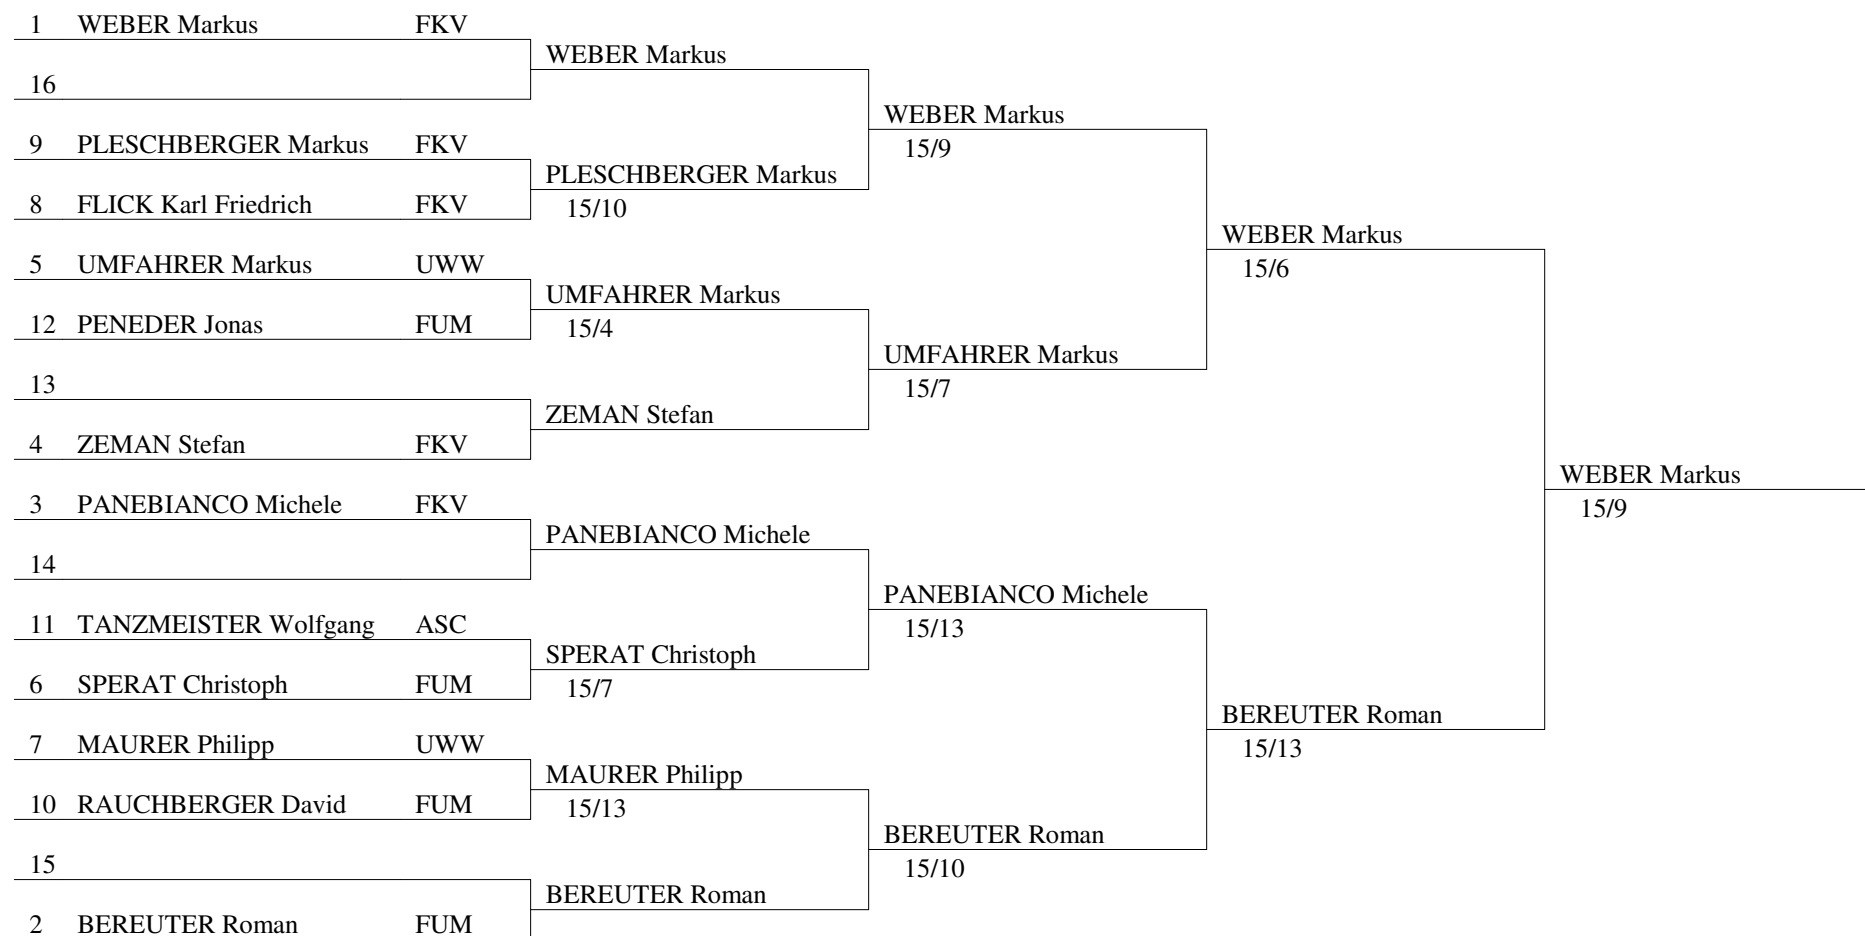 1 WEBER Markus FKV
16
9 PLESCHBERGER Markus FKV
8 FLICK Karl Friedrich FKV
5 UMFAHRER Markus UWW
12 PENEDER Jonas FUM
13
4 ZEMAN Stefan FKV
3 PANEBIANCO Michele FKV
14
11 TANZMEISTER Wolfgang ASC
6 SPERAT Christoph FUM
7 MAURER Philipp UWW
10 RAUCHBERGER David FUM
15
2 BEREUTER Roman FUM
WEBER Markus
PLESCHBERGER Markus
15/10
UMFAHRER Markus
15/4
ZEMAN Stefan
PANEBIANCO Michele
SPERAT Christoph
15/7
MAURER Philipp
15/13
BEREUTER Roman
WEBER Markus
15/9
UMFAHRER Markus
15/7
PANEBIANCO Michele
15/13
BEREUTER Roman
15/10
WEBER Markus
15/6
BEREUTER Roman
15/13
WEBER Markus
15/9